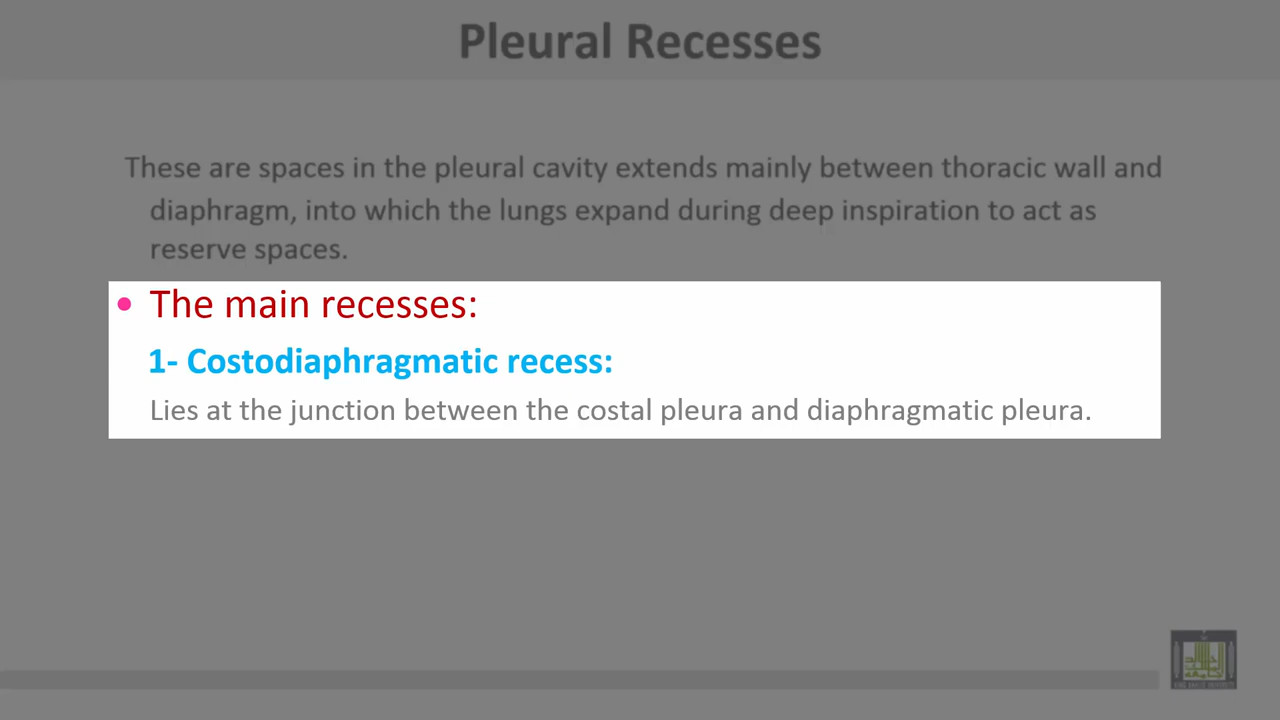 Pleural Recesses
These are spaces in the pleural cavity extends mainly between thoracic wall and
diaphragm, into which the lungs expand during deep inspiration to act as
reserve spaces.
• The main recesses:
1- Costodiaphragmatic recess:
Lies at the junction between the costal pleura and diaphragmatic pleura.